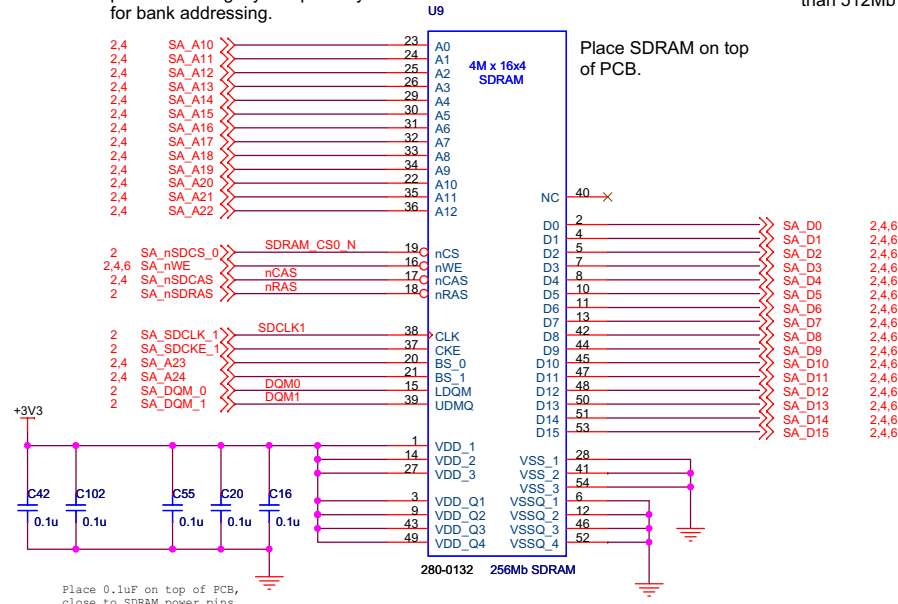 for bank addressing.
than 512Mb
U9
4M x 16x4
SDRAM
Place SDRAM on top
of PCB.
2,4 SA_A10 23 A0
2,4 SA_A11 24 A1
2,4 SA_A12 25 A2
2,4 SA_A13 26 A3
2,4 SA_A14 29 A4
2,4 SA_A15 30 A5
2,4 SA_A16 31 A6
2,4 SA_A17 32 A7
2,4 SA_A18 33 A8
2,4 SA_A19 34 A9
2,4 SA_A20 22 A10
2,4 SA_A21 35 A11
2,4 SA_A22 36 A12
2 SA_nSDCS_0 SDRAM_CS0_N 19 nCS
2,4,6 SA_nWE 16 nWE
2,4 SA_nSDCAS nCAS 17 nCAS
2 SA_nSDRAS nRAS 18 nRAS
2 SA_SDCLK_1 SDCLK1 38 CLK
2 SA_SDCKE_1 37 CKE
2,4 SA_A23 20 BS_0
2,4 SA_A24 21 BS_1
2 SA_DQM_0 DQM0 15 LDQM
2 SA_DQM_1 DQM1 39 UDMQ
NC 40
D0 2 SA_D0 2,4,6
D1 4 SA_D1 2,4,6
D2 5 SA_D2 2,4,6
D3 7 SA_D3 2,4,6
D4 8 SA_D4 2,4,6
D5 10 SA_D5 2,4,6
D6 11 SA_D6 2,4,6
D7 13 SA_D7 2,4,6
D8 42 SA_D8 2,4,6
D9 44 SA_D9 2,4,6
D10 45 SA_D10 2,4,6
D11 47 SA_D11 2,4,6
D12 48 SA_D12 2,4,6
D13 50 SA_D13 2,4,6
D14 51 SA_D14 2,4,6
D15 53 SA_D15 2,4,6
+3V3
1 VDD_1
14 VDD_2
27 VDD_3
3 VDD_Q1
9 VDD_Q2
43 VDD_Q3
49 VDD_Q4
VSS_1 28
VSS_2 41
VSS_3 54
VSSQ_1 6
VSSQ_2 12
VSSQ_3 46
VSSQ_4 52
C42 C102 C55 C20 C16
0.1u 0.1u 0.1u 0.1u 0.1u
280-0132 256Mb SDRAM
Place 0.1uF on top of PCB,
close to SDRAM power pins